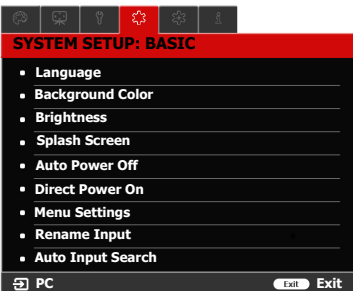 SYSTEM SETUP: BASIC
Language
Background Color
Brightness
Splash Screen
Auto Power Off
Direct Power On
Menu Settings
Rename Input
Auto Input Search
PC Exit Exit